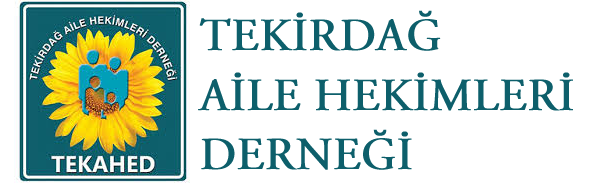 TEKİRDAĞ AİLE HEKİMLERİ DERNEĞİ
TEKAHED
TEKİRDAĞ
AİLE HEKİMLERİ
DERNEĞİ